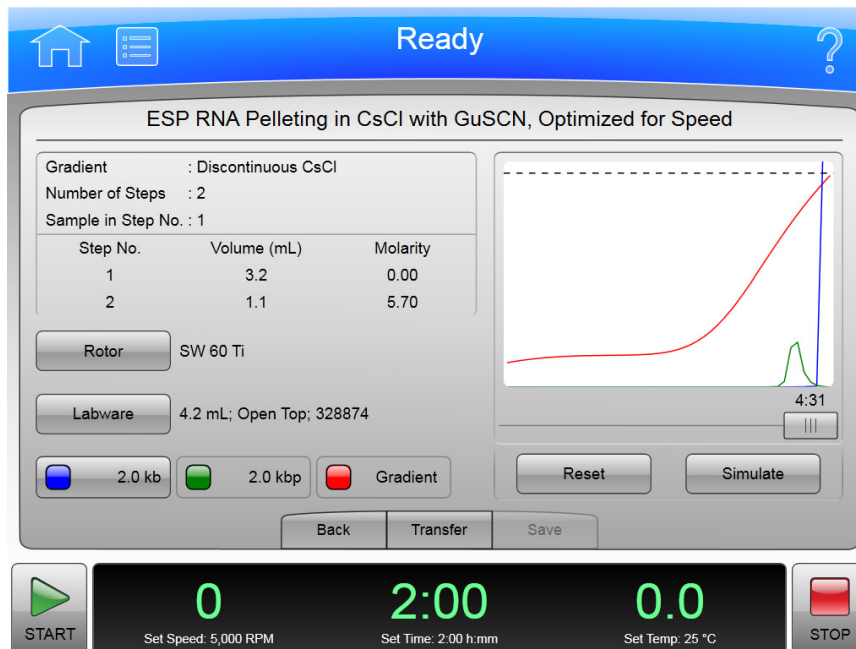 Ready
?
ESP RNA Pelleting in CsCl with GuSCN, Optimized for Speed
Gradient : Discontinuous CsCl
Number of Steps : 2
Sample in Step No. : 1
Step No. Volume (mL) Molarity
1 3.2 0.00
2 1.1 5.70
Rotor SW 60 Ti
Labware 4.2 mL; Open Top; 328874
2.0 kb 2.0 kbp Gradient
4:31
Reset Simulate
Back Transfer Save
START
0 2:00 0.0
Set Speed: 5,000 RPM Set Time: 2:00 h:mm Set Temp: 25 °C
STOP